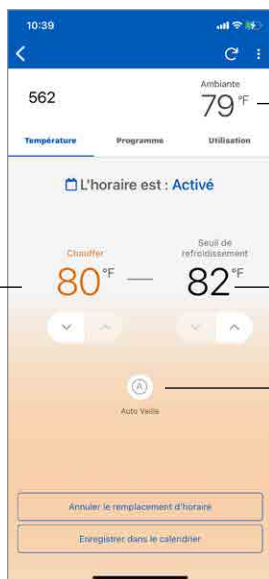 10:39
562
Ambiante
79 °F
Température Programme Utilisation
L'horaire est : Activé
Chauffer
80 °F
Seuil de
refroidissement
82 °F
A
Auto Veille
Annuler le remplacement d'horaire
Enregistrer dans le calendrier